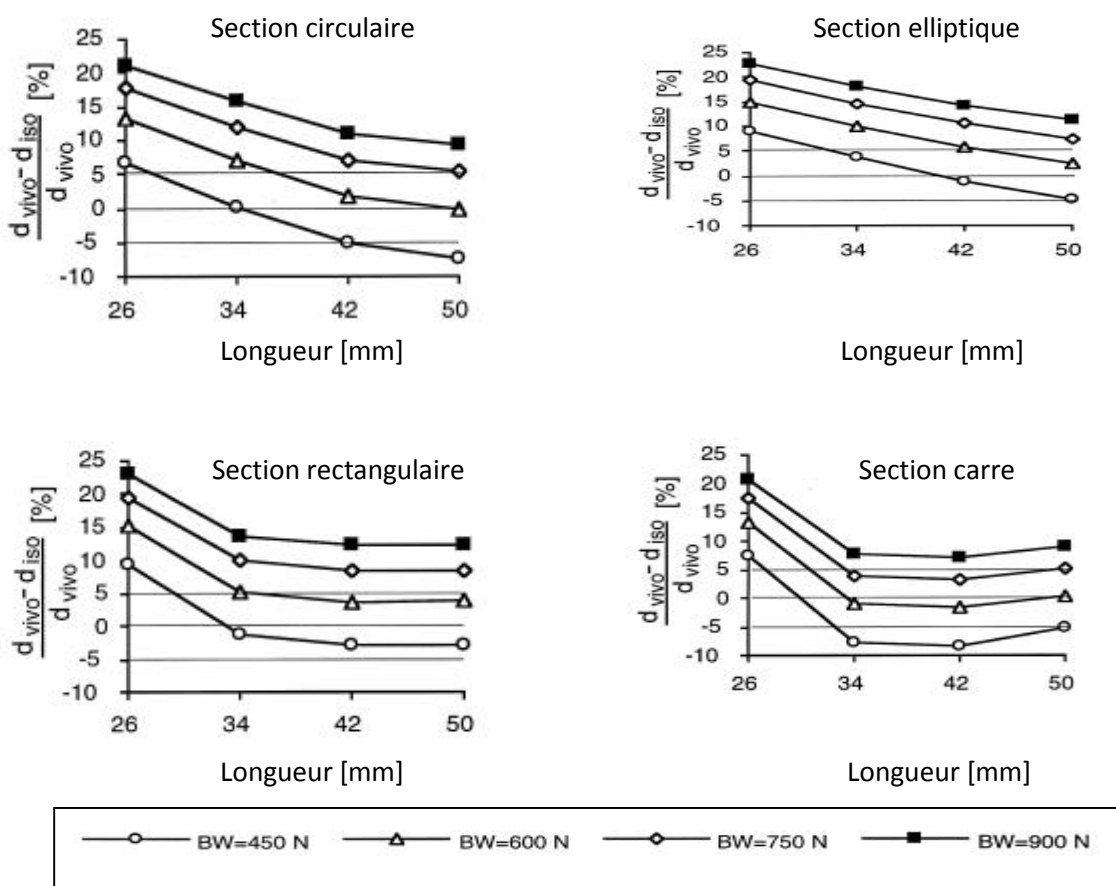 Section circulaire
d vivo - d iso [%]
d vivo
25
20
15
10
5
0
-5
-10
26 34 42 50
Longueur [mm]
Section elliptique
d vivo - d iso [%]
d vivo
25
20
15
10
5
0
-5
-10
26 34 42 50
Longueur [mm]
Section rectangulaire
d vivo - d iso [%]
d vivo
25
20
15
10
5
0
-5
-10
26 34 42 50
Longueur [mm]
Section carre
d vivo - d iso [%]
d vivo
25
20
15
10
5
0
-5
-10
26 34 42 50
Longueur [mm]
BW=450 N BW=600 N BW=750 N BW=900 N